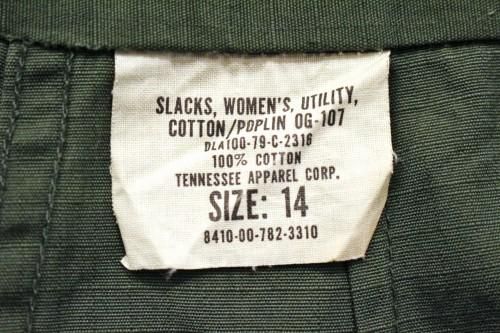 SLACKS, WOMEN'S, UTILITY,
COTTON/POPLIN OG-107
DLA100-79-C-2316
100% COTTON
TENNESSEE APPAREL CORP.
SIZE: 14
8410-00-782-3310